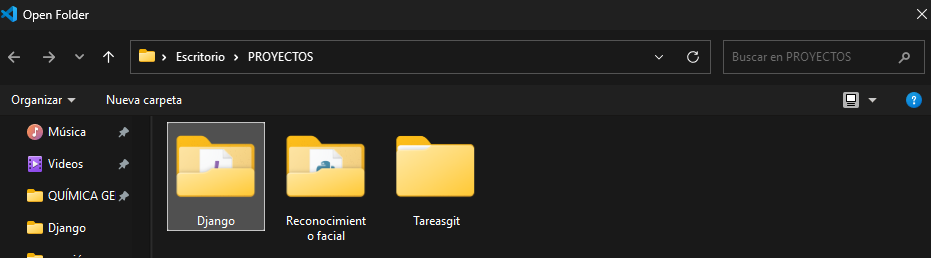 Open Folder
Escritorio
PROYECTOS
Buscar en PROYECTOS
Organizar
Nueva carpeta
Música
Videos
QUÍMICA GE
Django
Django
Reconocimient
o facial
Tareasgit